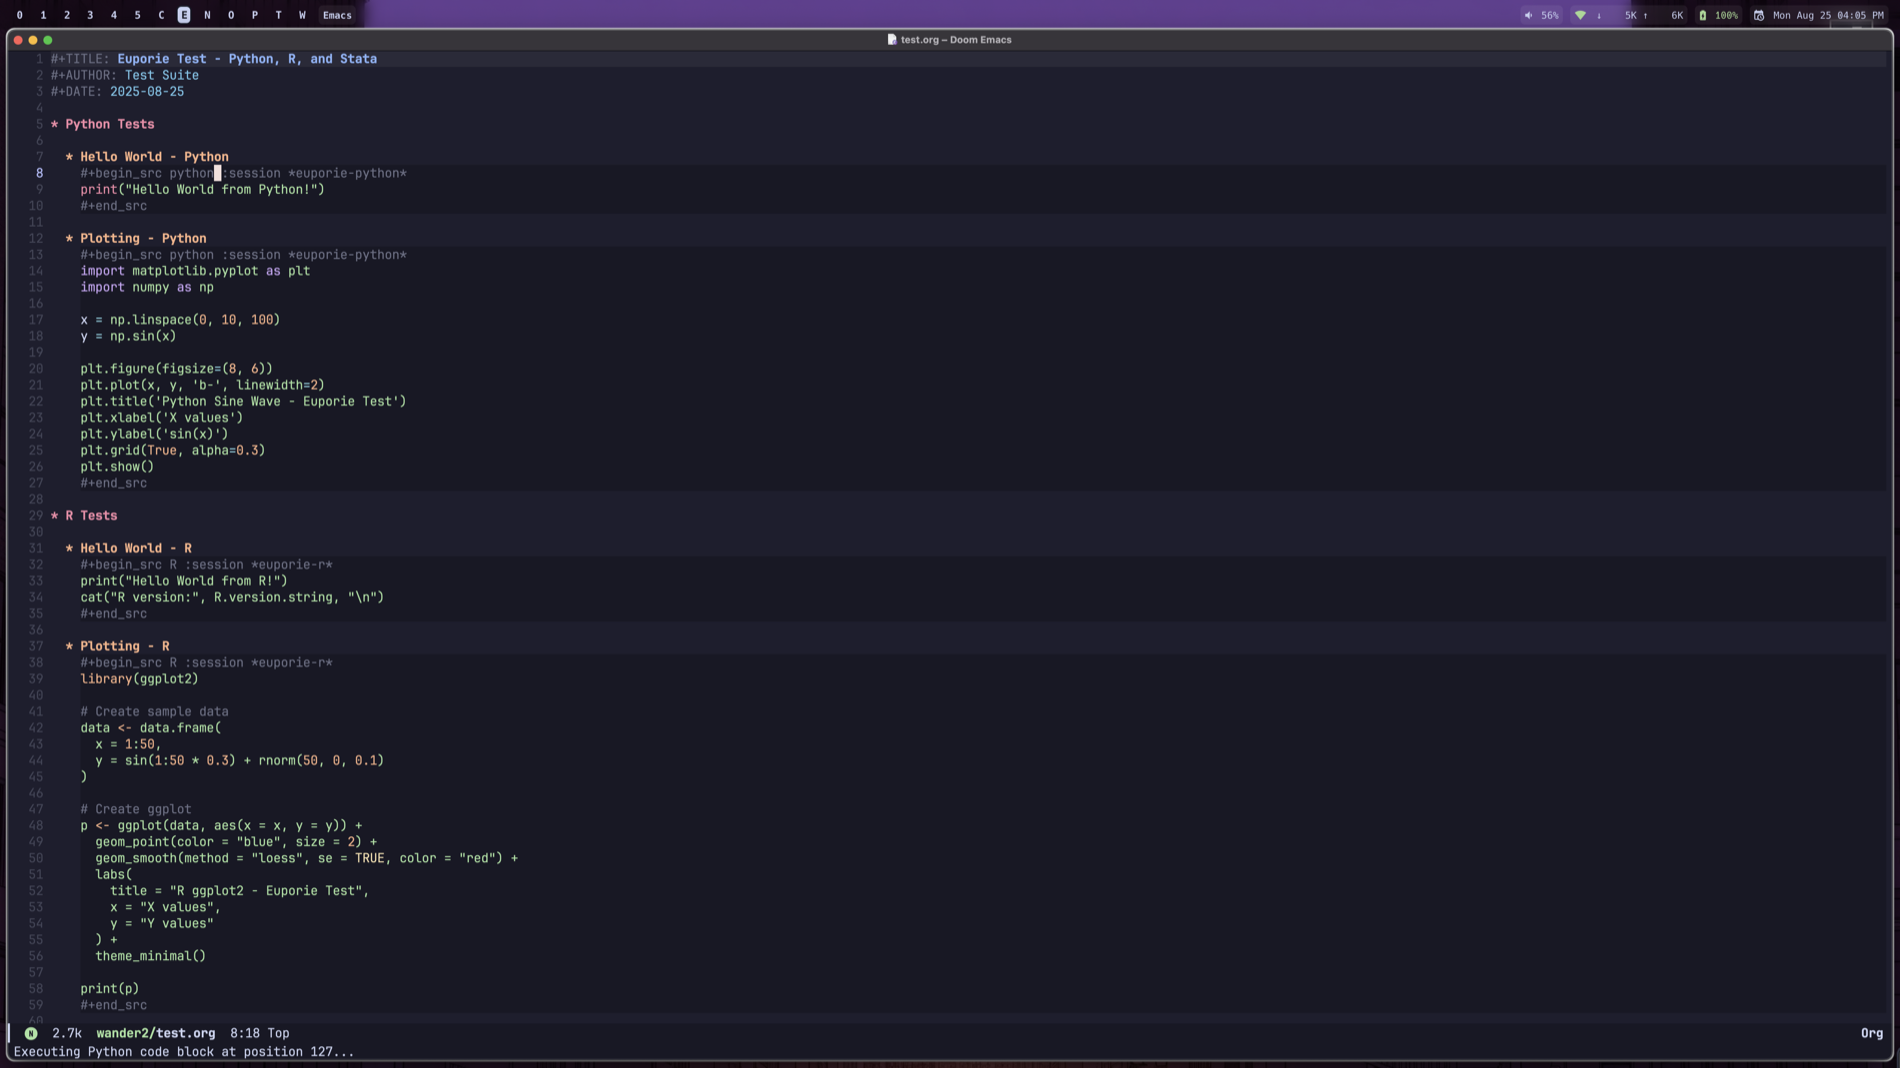 0 1 2 3 4 5 C E N O P T W Emacs 56% ↓ 5K ↑ 6K 100% Mon Aug 25 04:05 PM
test.org – Doom Emacs
1 #+TITLE: Euporie Test - Python, R, and Stata
2 #+AUTHOR: Test Suite
3 #+DATE: 2025-08-25
4
5 * Python Tests
6
7 * Hello World - Python
8 #+begin_src python :session *euporie-python*
9 print("Hello World from Python!")
10 #+end_src
11
12 * Plotting - Python
13 #+begin_src python :session *euporie-python*
14 import matplotlib.pyplot as plt
15 import numpy as np
16
17 x = np.linspace(0, 10, 100)
18 y = np.sin(x)
19
20 plt.figure(figsize=(8, 6))
21 plt.plot(x, y, 'b-', linewidth=2)
22 plt.title('Python Sine Wave - Euporie Test')
23 plt.xlabel('X values')
24 plt.ylabel('sin(x)')
25 plt.grid(True, alpha=0.3)
26 plt.show()
27 #+end_src
28
29 * R Tests
30
31 * Hello World - R
32 #+begin_src R :session *euporie-r*
33 print("Hello World from R!")
34 cat("R version:", R.version.string, "\n")
35 #+end_src
36
37 * Plotting - R
38 #+begin_src R :session *euporie-r*
39 library(ggplot2)
40
41 # Create sample data
42 data <- data.frame(
43 x = 1:50,
44 y = sin(1:50 * 0.3) + rnorm(50, 0, 0.1)
45 )
46
47 # Create ggplot
48 p <- ggplot(data, aes(x = x, y = y)) +
49 geom_point(color = "blue", size = 2) +
50 geom_smooth(method = "loess", se = TRUE, color = "red") +
51 labs(
52 title = "R ggplot2 - Euporie Test",
53 x = "X values",
54 y = "Y values"
55 ) +
56 theme_minimal()
57
58 print(p)
59 #+end_src
60
N 2.7k wander2/test.org 8:18 Top Org
Executing Python code block at position 127...